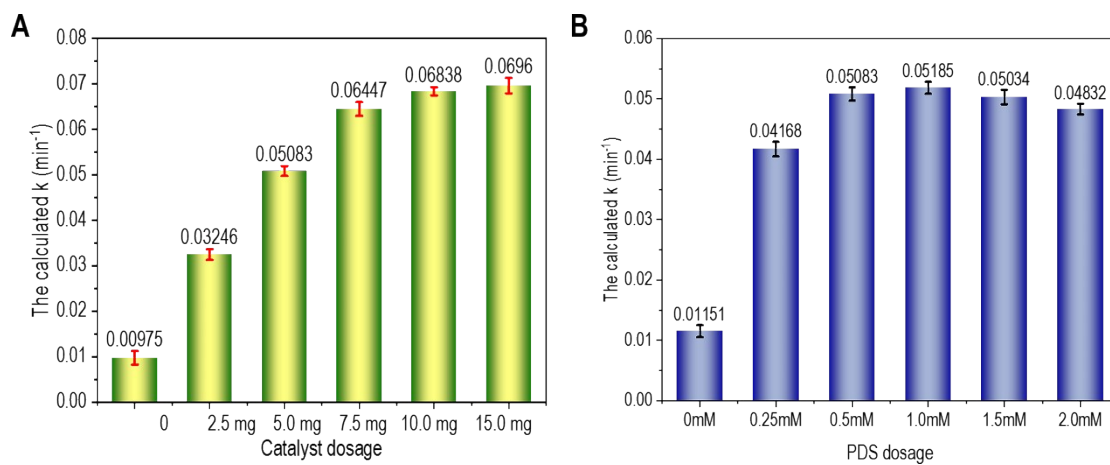 A
The calculated k (min⁻¹)
0.08
0.07
0.06
0.05
0.04
0.03
0.02
0.01
0.00
0.00975
0.03246
0.05083
0.06447
0.06838
0.0696
0
2.5 mg
5.0 mg
7.5 mg
10.0 mg
15.0 mg
Catalyst dosage
B
The calculated k (min⁻¹)
0.06
0.05
0.04
0.03
0.02
0.01
0.00
0.01151
0.04168
0.05083
0.05185
0.05034
0.04832
0mM
0.25mM
0.5mM
1.0mM
1.5mM
2.0mM
PDS dosage